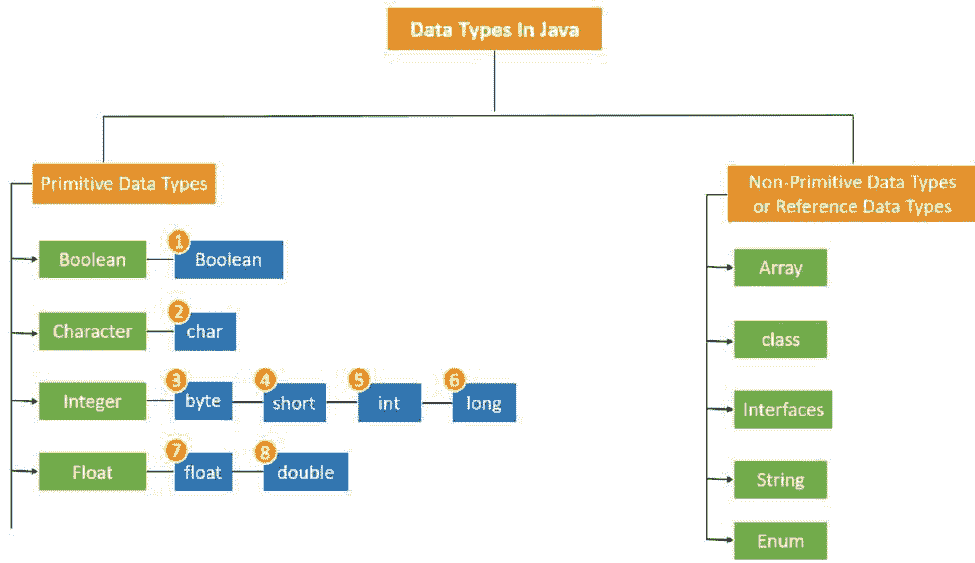 Data Types In Java
Primitive Data Types
Boolean
1
Boolean
Character
2
char
Integer
3
byte
4
short
5
int
6
long
Float
7
float
8
double
Non-Primitive Data Types
or Reference Data Types
Array
class
Interfaces
String
Enum